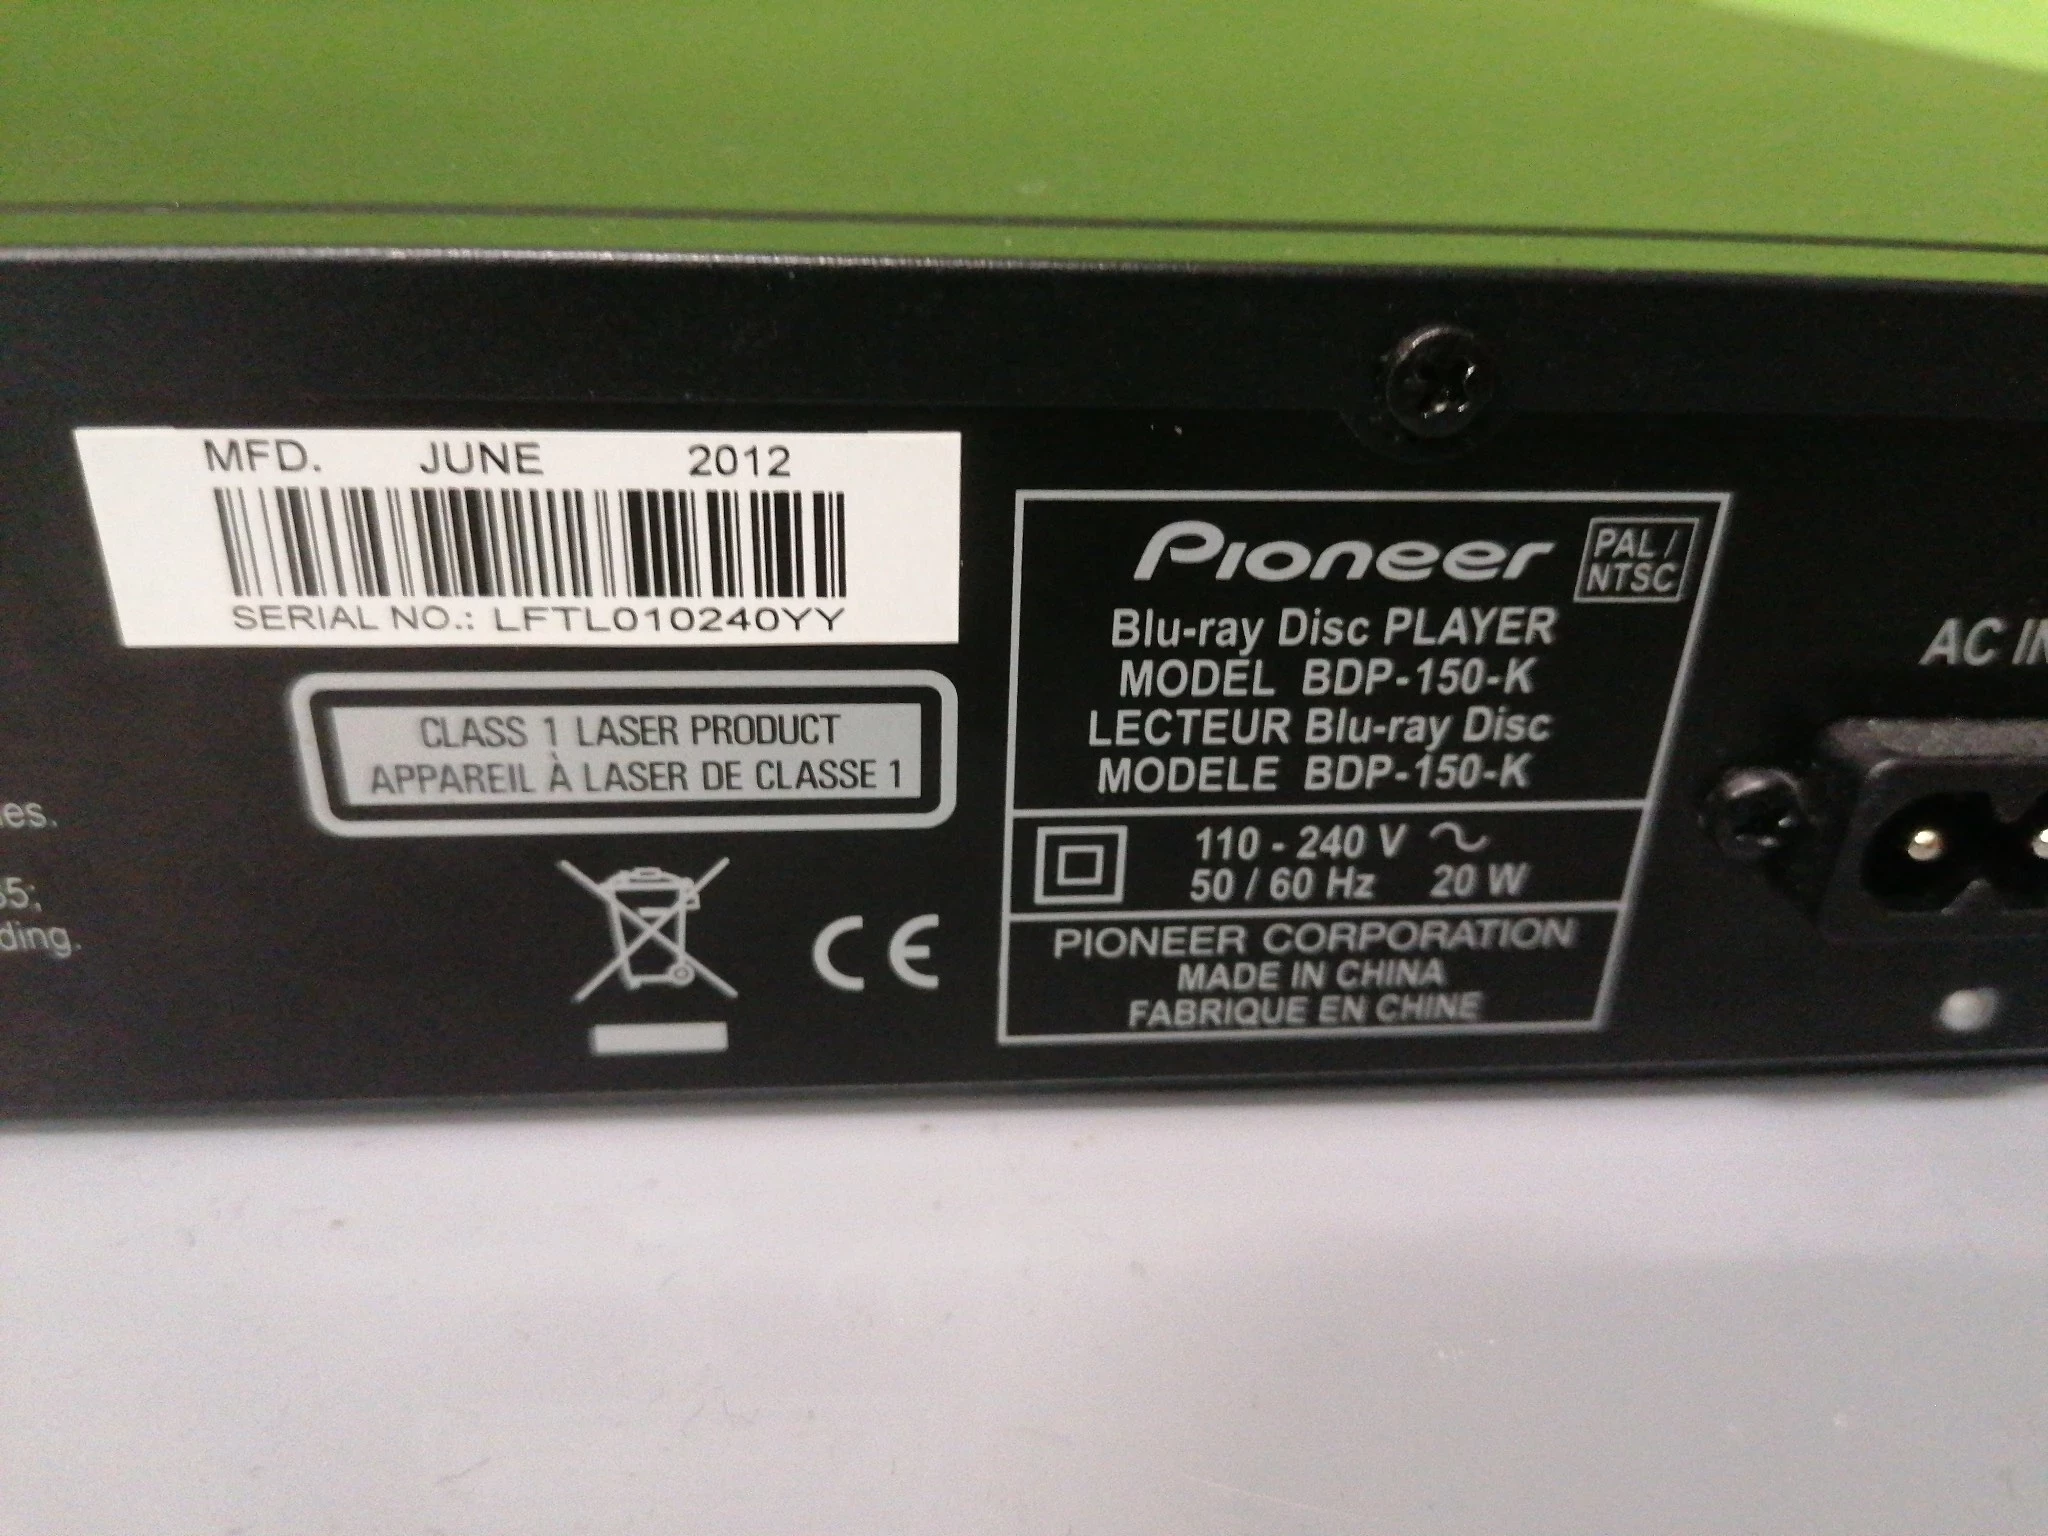 MFD. JUNE 2012
SERIAL NO.: LFTL010240YY
CLASS 1 LASER PRODUCT
APPAREIL À LASER DE CLASSE 1
CE
Pioneer
PAL /
NTSC
Blu-ray Disc PLAYER
MODEL BDP-150-K
LECTEUR Blu-ray Disc
MODELE BDP-150-K
110 - 240 V ~
50 / 60 Hz 20 W
PIONEER CORPORATION
MADE IN CHINA
FABRIQUE EN CHINE
AC IN